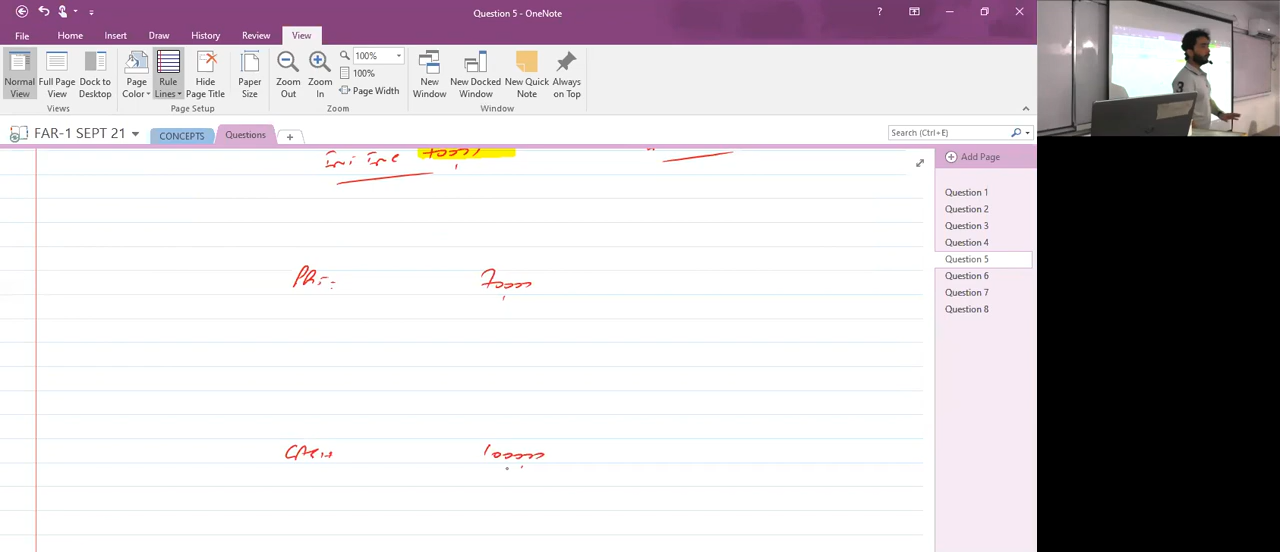 Question 5 - OneNote
?
File Home Insert Draw History Review View
Normal View
Full Page View
Dock to Desktop
Views
Page Color
Rule Lines
Hide Page Title
Paper Size
Page Setup
Zoom Out
Zoom In
100%
100%
Page Width
Zoom
New Window
New Docked Window
New Quick Note
Always on Top
Window
FAR-1 SEPT 21
CONCEPTS
Questions
Search (Ctrl+E)
Add Page
Question 1
Question 2
Question 3
Question 4
Question 5
Question 6
Question 7
Question 8